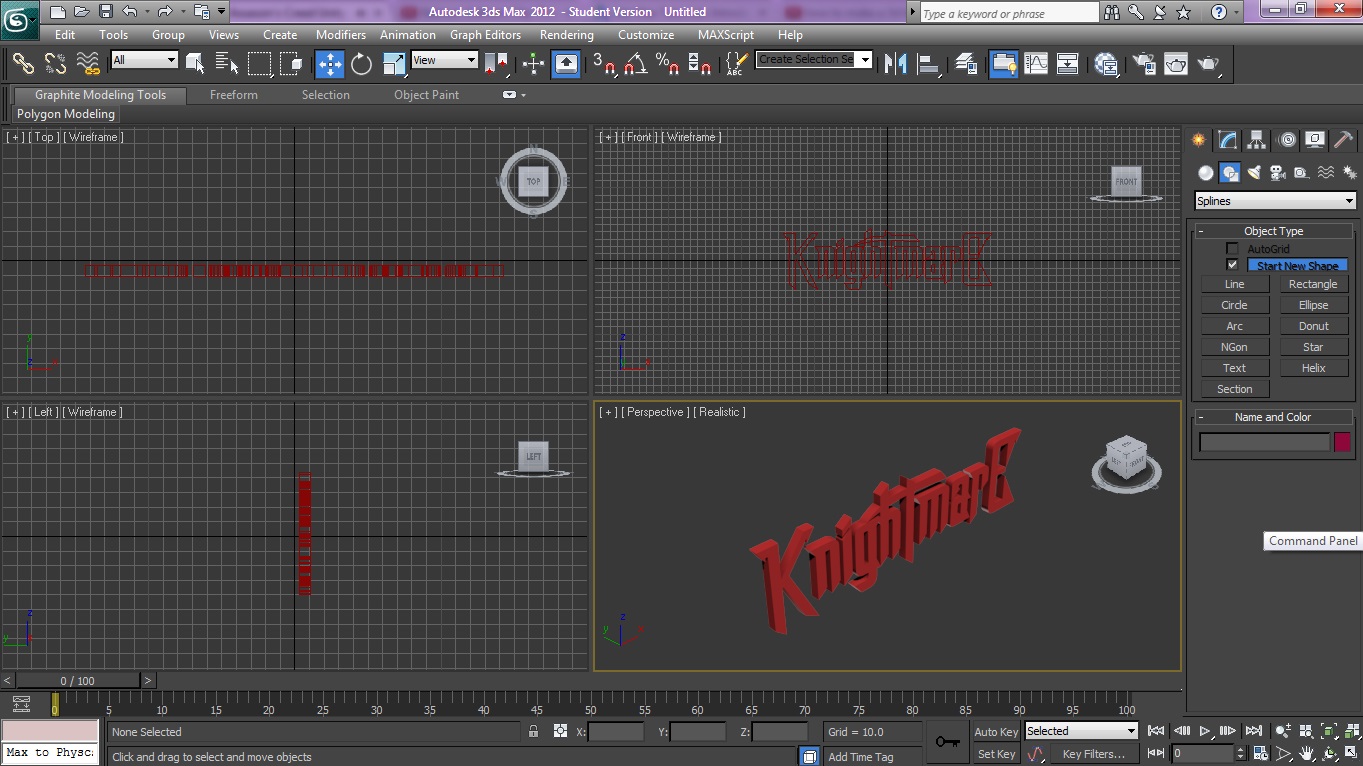 Autodesk 3ds Max 2012 - Student Version Untitled
Type a keyword or phrase
Edit Tools Group Views Create Modifiers Animation Graph Editors Rendering Customize MAXScript Help
All View 3 % ABC Create Selection Se
Graphite Modeling Tools Freeform Selection Object Paint
Polygon Modeling
[ + ] [ Top ] [ Wireframe ]
N
W TOP E
S
y
z x
[ + ] [ Front ] [ Wireframe ]
FRONT
KnightmarE
z
x
[ + ] [ Left ] [ Wireframe ]
LEFT
z
y
[ + ] [ Perspective ] [ Realistic ]
LEFT FRONT
KnightmarE
z
y x
Splines
- Object Type
AutoGrid
Start New Shape
Line Rectangle
Circle Ellipse
Arc Donut
NGon Star
Text Helix
Section
- Name and Color
Command Panel
< 0 / 100 >
0 5 10 15 20 25 30 35 40 45 50 55 60 65 70 75 80 85 90 95 100
None Selected X: Y: Z: Grid = 10.0 Auto Key Selected
Max to Physc: Click and drag to select and move objects Add Time Tag Set Key Key Filters... 0